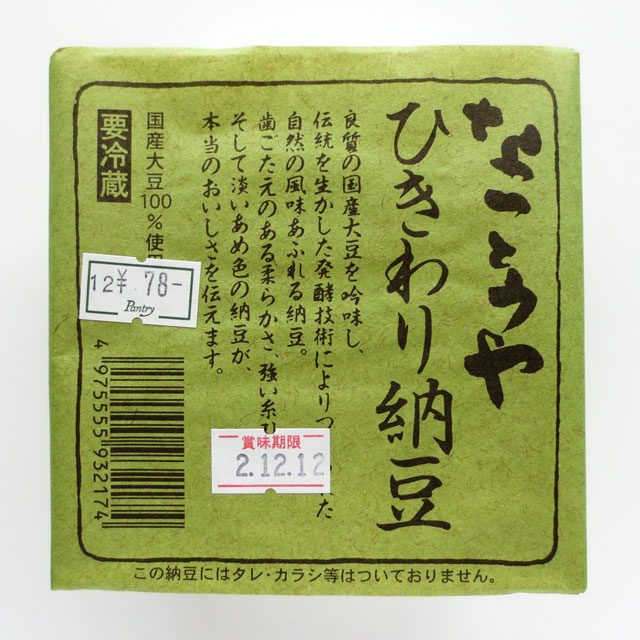 なっとうや
ひきわり納豆
良質の国産大豆を吟味し、
伝統を生かした発酵技術によりつ
た
自然の風味あふれる納豆。
歯ごたえのある柔らかさ、強い糸ひ
そして淡いあめ色の納豆が、
本当のおいしさを伝えます。
国産大豆100%使用
要冷蔵
12¥ 78-
Pantry
4975555932174
賞味期限
2.12.12
この納豆にはタレ・カラシ等はついておりません。